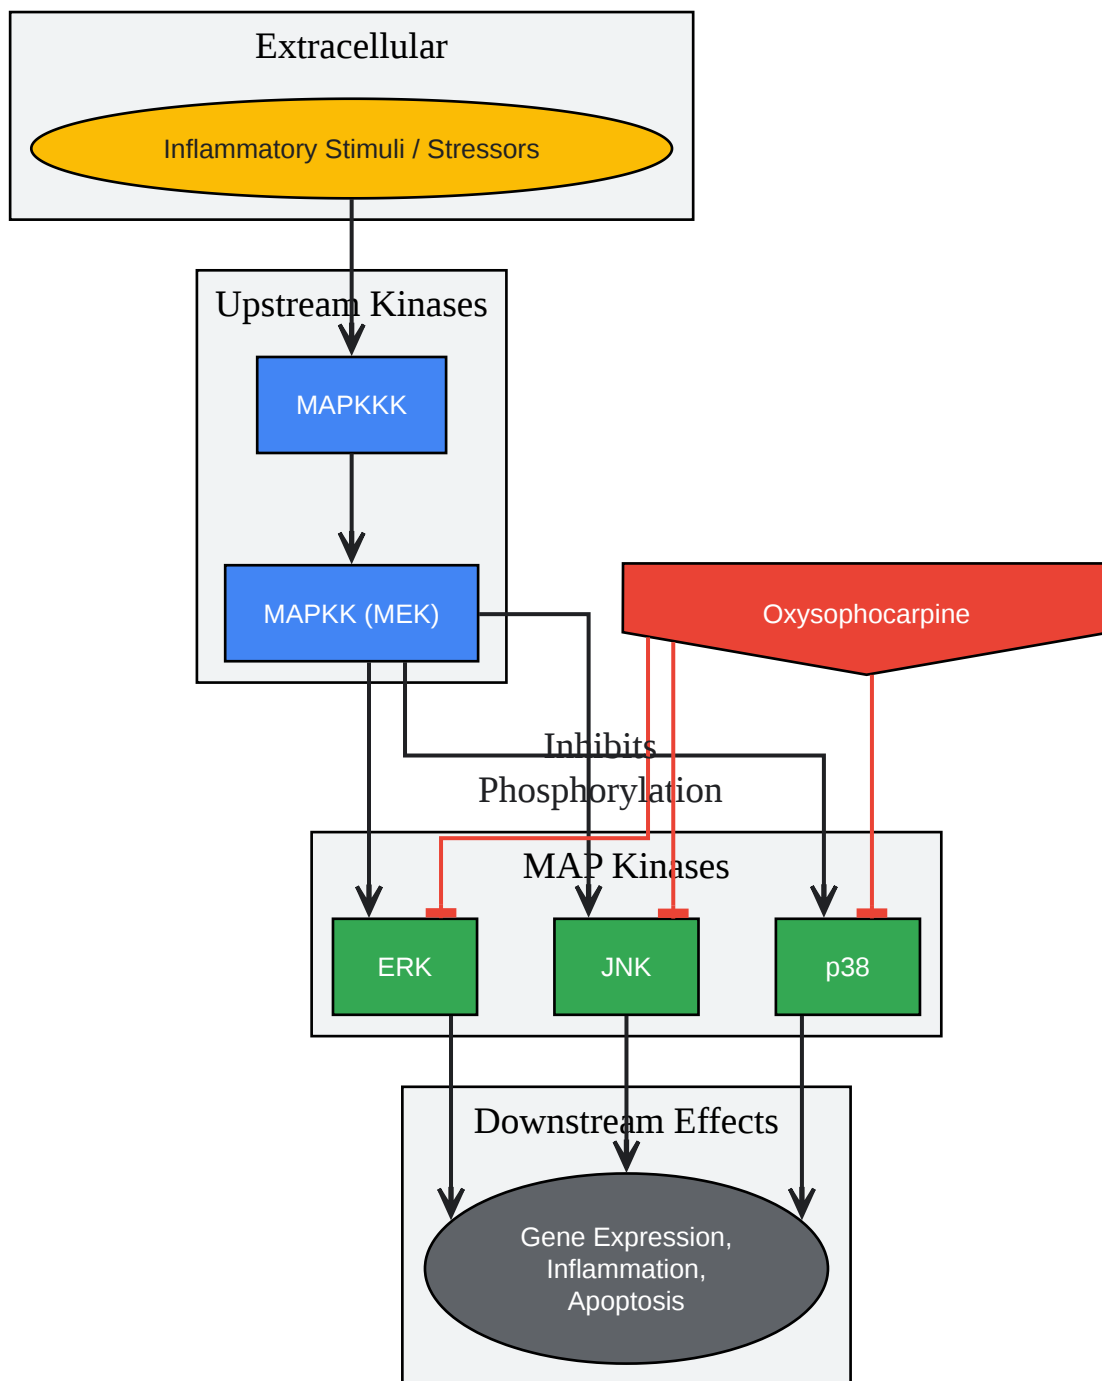 Extracellular
Inflammatory Stimuli / Stressors
Upstream Kinases
MAPKKK
MAPKK (MEK)
Oxysophocarpine
Inhibits
Phosphorylation
MAP Kinases
ERK
JNK
p38
Downstream Effects
Gene Expression,
Inflammation,
Apoptosis